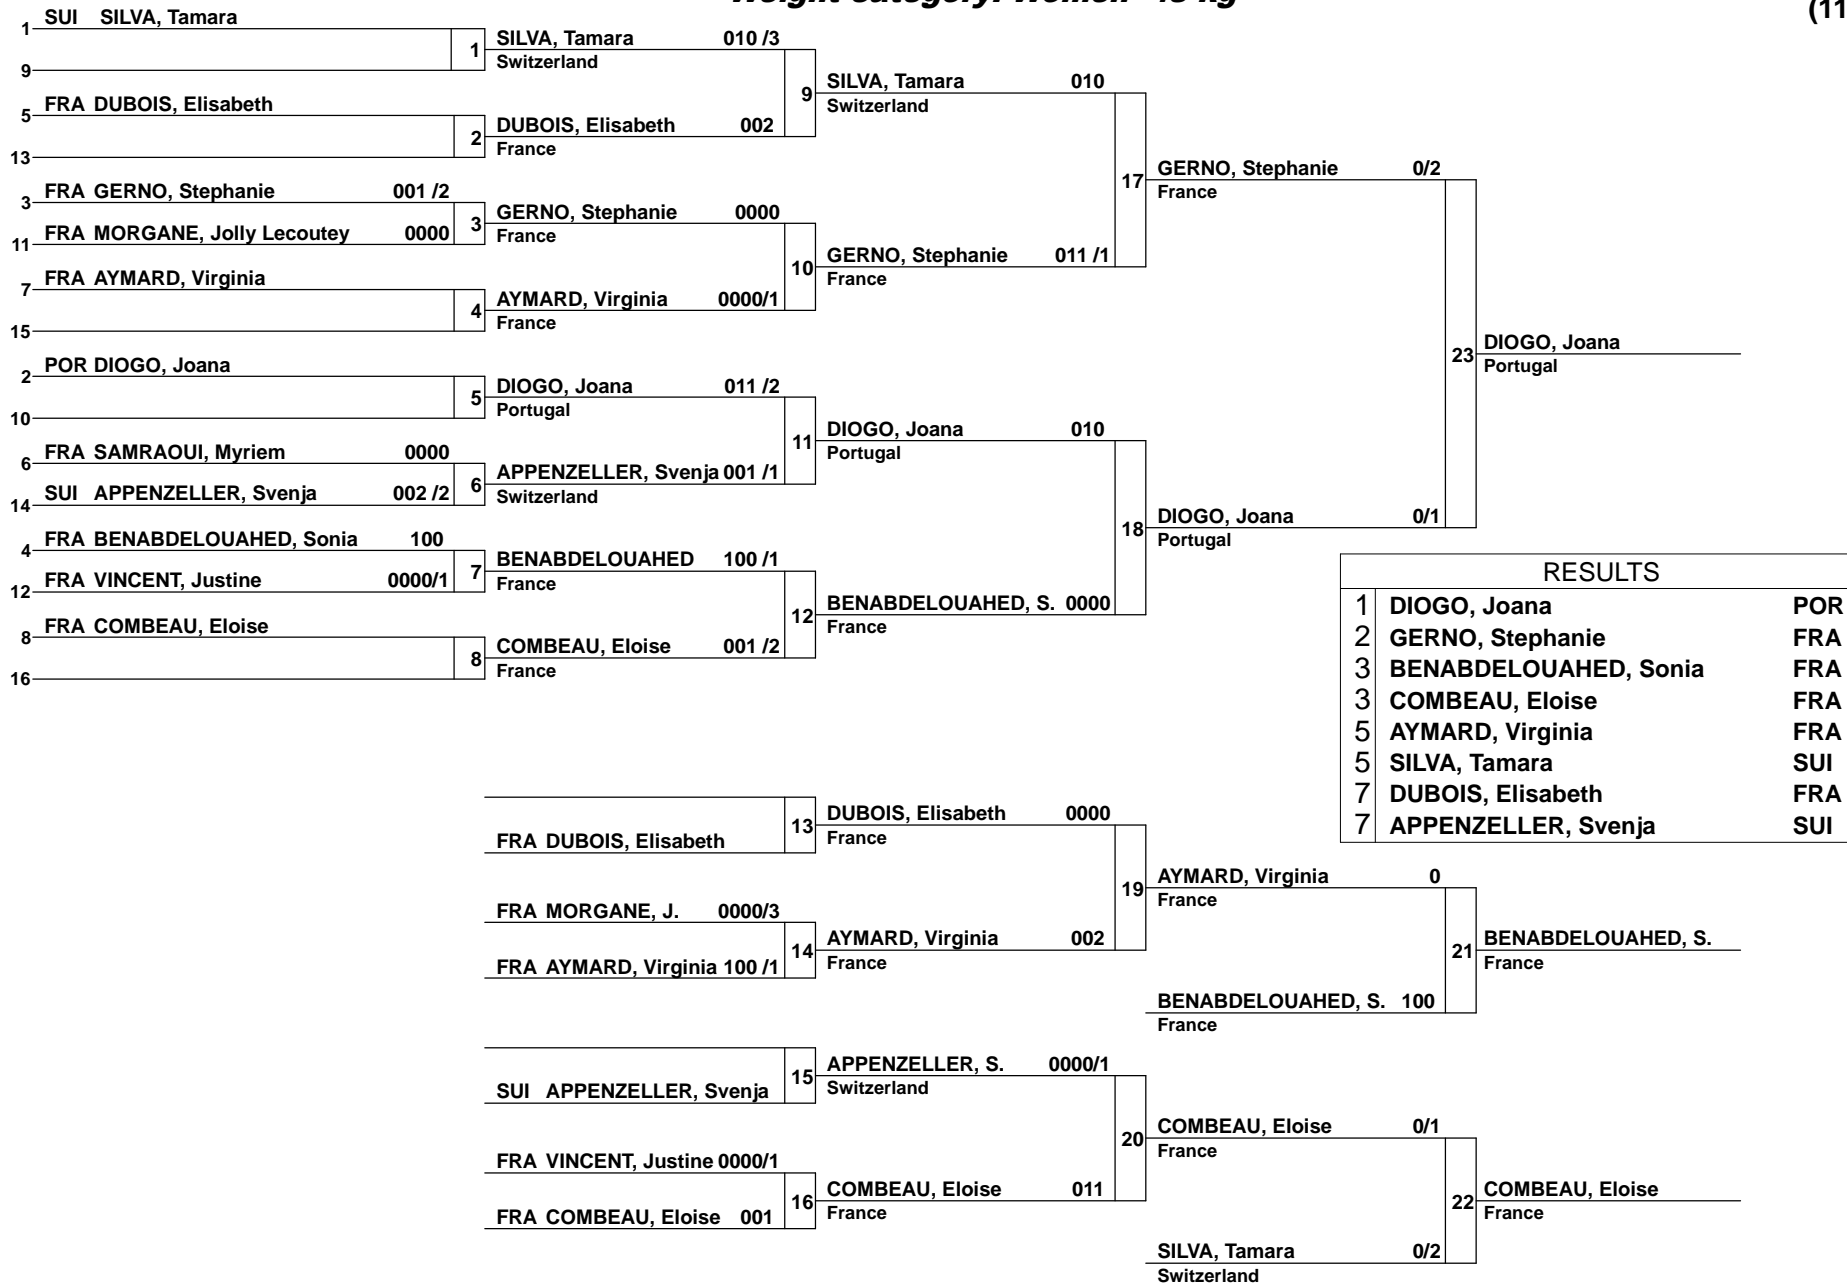 Weight category: Women -48 kg
(11
1 SUI SILVA, Tamara
9
1 SILVA, Tamara 010 /3
Switzerland
5 FRA DUBOIS, Elisabeth
13
2 DUBOIS, Elisabeth 002
France
9 SILVA, Tamara 010
Switzerland
3 FRA GERNO, Stephanie 001 /2
11 FRA MORGANE, Jolly Lecoutey 0000
3 GERNO, Stephanie 0000
France
7 FRA AYMARD, Virginia
15
4 AYMARD, Virginia 0000/1
France
10 GERNO, Stephanie 011 /1
France
17 GERNO, Stephanie 0/2
France
2 POR DIOGO, Joana
10
5 DIOGO, Joana 011 /2
Portugal
6 FRA SAMRAOUI, Myriem 0000
14 SUI APPENZELLER, Svenja 002 /2
6 APPENZELLER, Svenja 001 /1
Switzerland
11 DIOGO, Joana 010
Portugal
4 FRA BENABDELOUAHED, Sonia 100
12 FRA VINCENT, Justine 0000/1
7 BENABDELOUAHED 100 /1
France
8 FRA COMBEAU, Eloise
16
8 COMBEAU, Eloise 001 /2
France
12 BENABDELOUAHED, S. 0000
France
18 DIOGO, Joana 0/1
Portugal
23 DIOGO, Joana
Portugal
RESULTS
1 DIOGO, Joana POR
2 GERNO, Stephanie FRA
3 BENABDELOUAHED, Sonia FRA
3 COMBEAU, Eloise FRA
5 AYMARD, Virginia FRA
5 SILVA, Tamara SUI
7 DUBOIS, Elisabeth FRA
7 APPENZELLER, Svenja SUI
FRA DUBOIS, Elisabeth
13 DUBOIS, Elisabeth 0000
France
FRA MORGANE, J. 0000/3
FRA AYMARD, Virginia 100 /1
14 AYMARD, Virginia 002
France
19 AYMARD, Virginia 0
France
BENABDELOUAHED, S. 100
France
21 BENABDELOUAHED, S.
France
SUI APPENZELLER, Svenja
15 APPENZELLER, S. 0000/1
Switzerland
FRA VINCENT, Justine 0000/1
FRA COMBEAU, Eloise 001
16 COMBEAU, Eloise 011
France
20 COMBEAU, Eloise 0/1
France
SILVA, Tamara 0/2
Switzerland
22 COMBEAU, Eloise
France